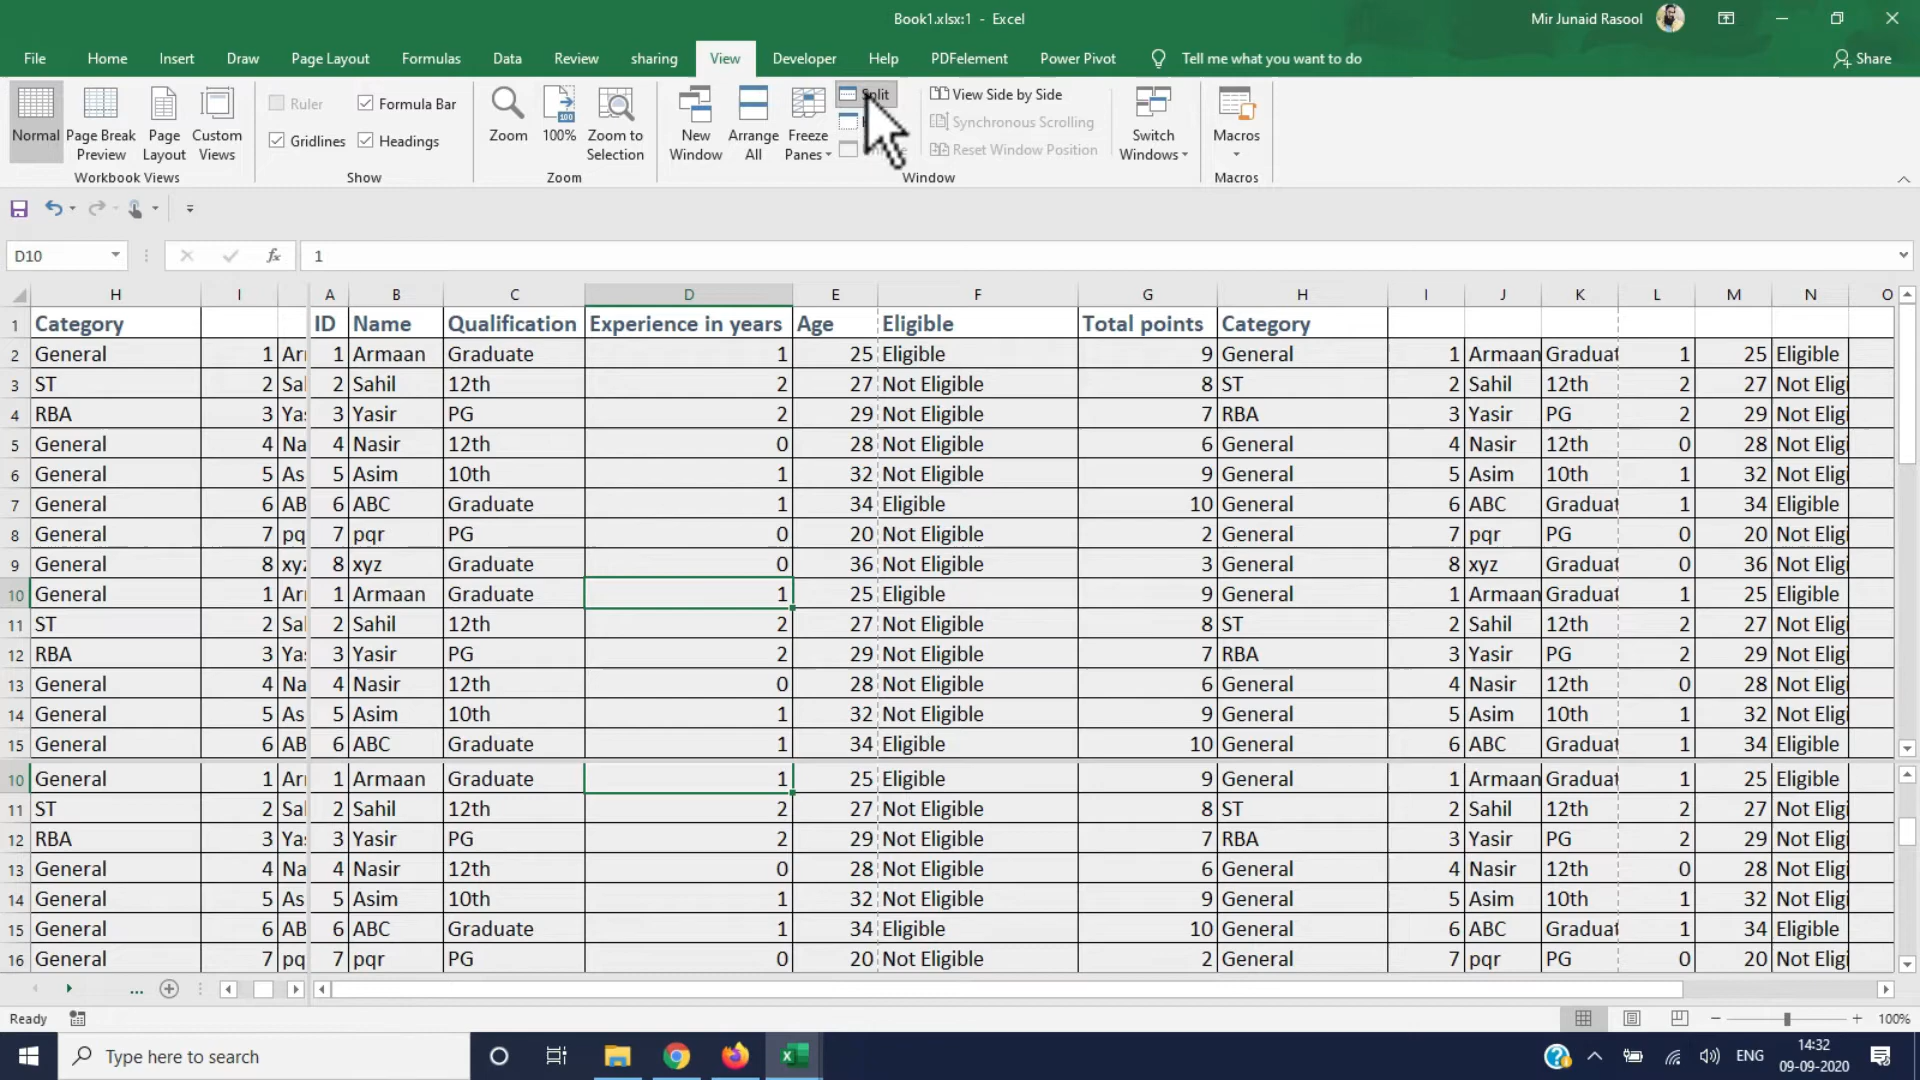 Book1.xlsx:1 - Excel
Mir Junaid Rasool
File Home Insert Draw Page Layout Formulas Data Review sharing View Developer Help PDFelement Power Pivot Tell me what you want to do Share
Normal Page Break Preview Page Layout Custom Views
Workbook Views
Ruler Formula Bar
Gridlines Headings
Show
Zoom 100% Zoom to Selection
Zoom
New Window Arrange All Freeze Panes
Split
View Side by Side
Synchronous Scrolling
Reset Window Position
Switch Windows
Window
Macros
Macros
D10 fx 1
H I A B C D E F G H I J K L M N O
1 Category ID Name Qualification Experience in years Age Eligible Total points Category
2 General 1 Ar 1 Armaan Graduate 1 25 Eligible 9 General 1 Armaan Graduat 1 25 Eligible
3 ST 2 Sal 2 Sahil 12th 2 27 Not Eligible 8 ST 2 Sahil 12th 2 27 Not Eligi
4 RBA 3 Yas 3 Yasir PG 2 29 Not Eligible 7 RBA 3 Yasir PG 2 29 Not Eligi
5 General 4 Na 4 Nasir 12th 0 28 Not Eligible 6 General 4 Nasir 12th 0 28 Not Eligi
6 General 5 As 5 Asim 10th 1 32 Not Eligible 9 General 5 Asim 10th 1 32 Not Eligi
7 General 6 AB 6 ABC Graduate 1 34 Eligible 10 General 6 ABC Graduat 1 34 Eligible
8 General 7 pq 7 pqr PG 0 20 Not Eligible 2 General 7 pqr PG 0 20 Not Eligi
9 General 8 xyz 8 xyz Graduate 0 36 Not Eligible 3 General 8 xyz Graduat 0 36 Not Eligi
10 General 1 Ar 1 Armaan Graduate 1 25 Eligible 9 General 1 Armaan Graduat 1 25 Eligible
11 ST 2 Sal 2 Sahil 12th 2 27 Not Eligible 8 ST 2 Sahil 12th 2 27 Not Eligi
12 RBA 3 Yas 3 Yasir PG 2 29 Not Eligible 7 RBA 3 Yasir PG 2 29 Not Eligi
13 General 4 Na 4 Nasir 12th 0 28 Not Eligible 6 General 4 Nasir 12th 0 28 Not Eligi
14 General 5 As 5 Asim 10th 1 32 Not Eligible 9 General 5 Asim 10th 1 32 Not Eligi
15 General 6 AB 6 ABC Graduate 1 34 Eligible 10 General 6 ABC Graduat 1 34 Eligible
10 General 1 Ar 1 Armaan Graduate 1 25 Eligible 9 General 1 Armaan Graduat 1 25 Eligible
11 ST 2 Sal 2 Sahil 12th 2 27 Not Eligible 8 ST 2 Sahil 12th 2 27 Not Eligi
12 RBA 3 Yas 3 Yasir PG 2 29 Not Eligible 7 RBA 3 Yasir PG 2 29 Not Eligi
13 General 4 Na 4 Nasir 12th 0 28 Not Eligible 6 General 4 Nasir 12th 0 28 Not Eligi
14 General 5 As 5 Asim 10th 1 32 Not Eligible 9 General 5 Asim 10th 1 32 Not Eligi
15 General 6 AB 6 ABC Graduate 1 34 Eligible 10 General 6 ABC Graduat 1 34 Eligible
16 General 7 pq 7 pqr PG 0 20 Not Eligible 2 General 7 pqr PG 0 20 Not Eligi
...
Ready 100%
Type here to search
ENG 14:32
09-09-2020